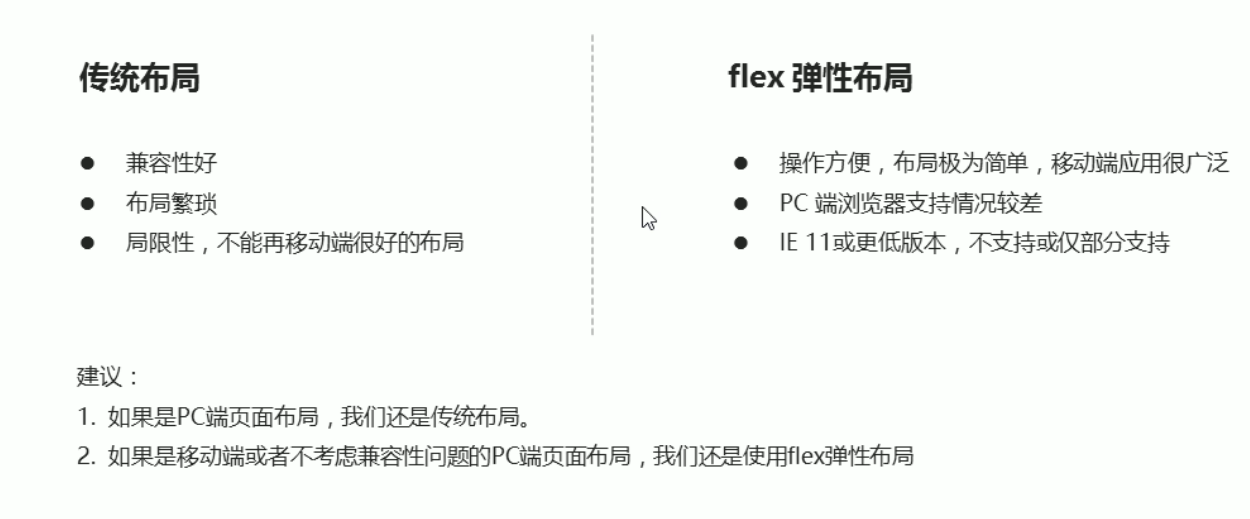 传统布局
● 兼容性好
● 布局繁琐
● 局限性，不能再移动端很好的布局
flex 弹性布局
● 操作方便，布局极为简单，移动端应用很广泛
● PC 端浏览器支持情况较差
● IE 11或更低版本，不支持或仅部分支持
建议：
1. 如果是PC端页面布局，我们还是传统布局。
2. 如果是移动端或者不考虑兼容性问题的PC端页面布局，我们还是使用flex弹性布局